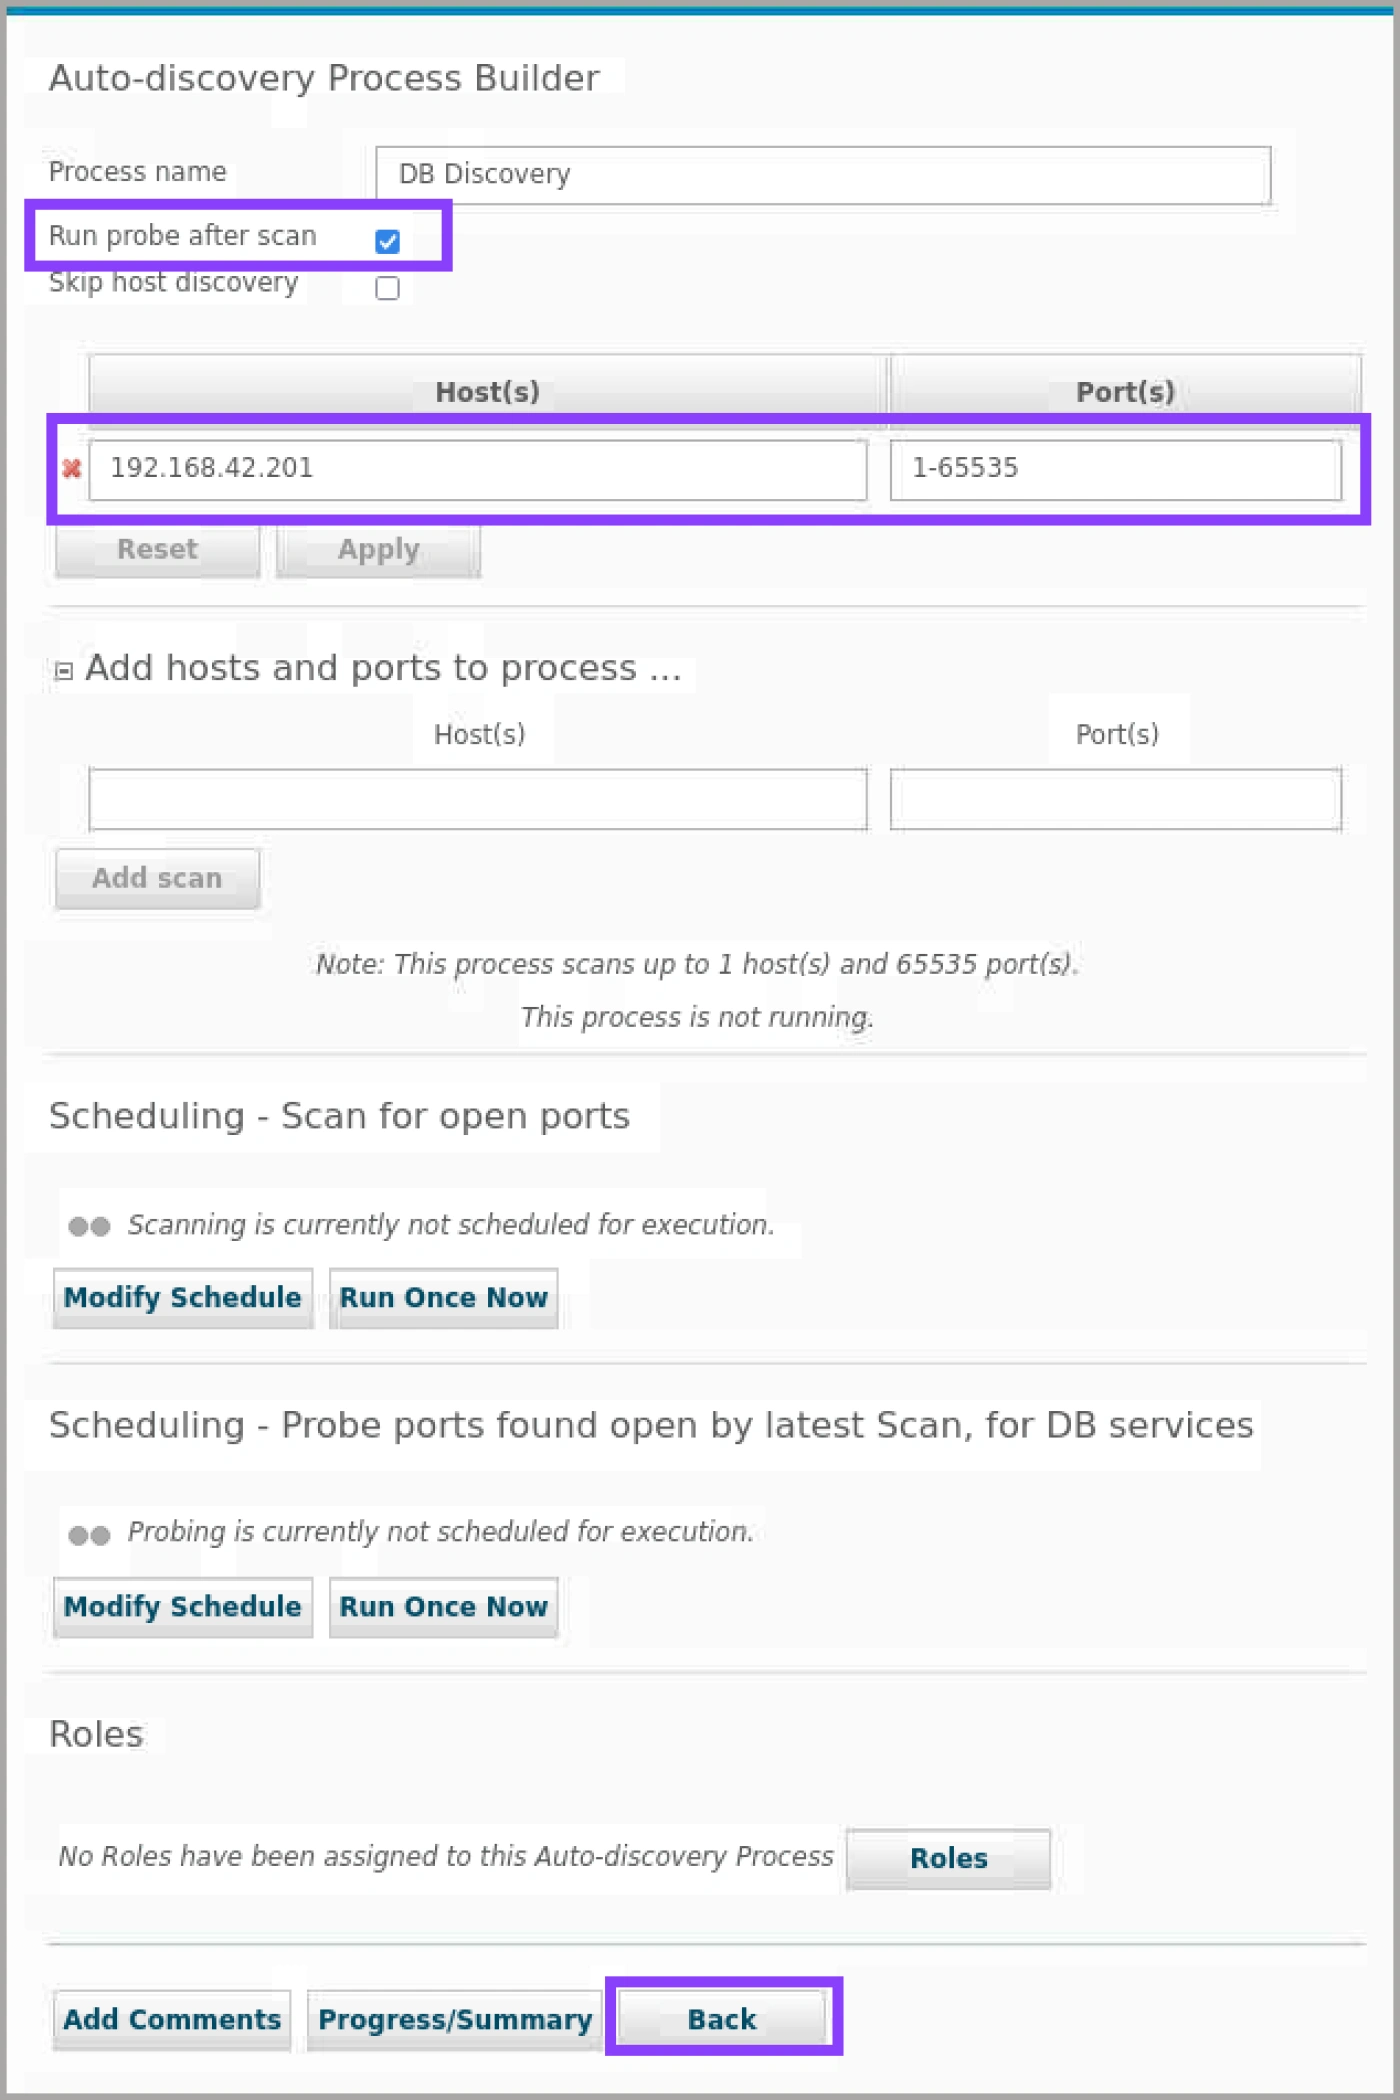 Auto-discovery Process Builder
Process name DB Discovery
Run probe after scan
Skip host discovery
Host(s) Port(s)
192.168.42.201 1-65535
Reset Apply
Add hosts and ports to process ...
Host(s) Port(s)
Add scan
Note: This process scans up to 1 host(s) and 65535 port(s).
This process is not running.
Scheduling - Scan for open ports
Scanning is currently not scheduled for execution.
Modify Schedule Run Once Now
Scheduling - Probe ports found open by latest Scan, for DB services
Probing is currently not scheduled for execution.
Modify Schedule Run Once Now
Roles
No Roles have been assigned to this Auto-discovery Process Roles
Add Comments Progress/Summary Back